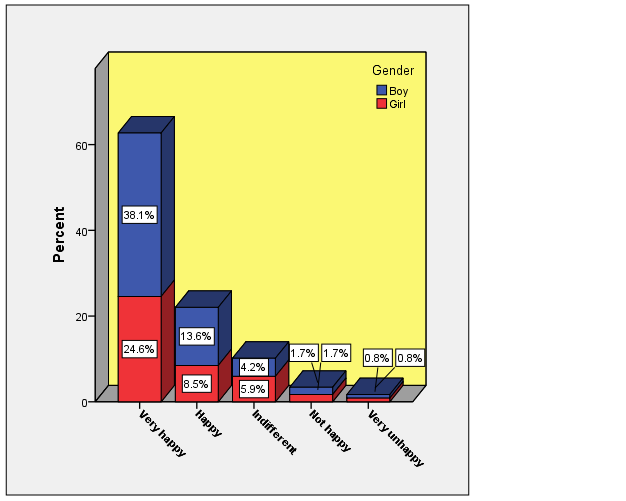 Gender
Boy
Girl
Percent
60
40
20
0
38.1%
24.6%
13.6%
8.5%
4.2%
5.9%
1.7% 1.7%
0.8% 0.8%
Very happy
Happy
Indifferent
Not happy
Very unhappy